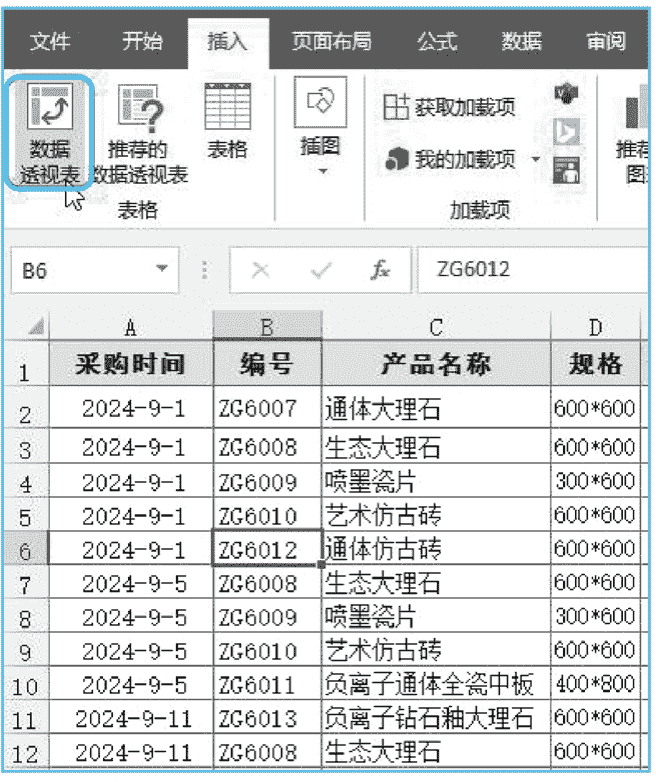 文件 开始 插入 页面布局 公式 数据 审阅
数据 透视表 推荐的 数据透视表 表格 插图 获取加载项 我的加载项 推荐 图
表格 加载项
B6 fx ZG6012
A B C D
1 采购时间 编号 产品名称 规格
2 2024-9-1 ZG6007 通体大理石 600*600
3 2024-9-1 ZG6008 生态大理石 600*600
4 2024-9-1 ZG6009 喷墨瓷片 300*600
5 2024-9-1 ZG6010 艺术仿古砖 600*600
6 2024-9-1 ZG6012 通体仿古砖 600*600
7 2024-9-5 ZG6008 生态大理石 600*600
8 2024-9-5 ZG6009 喷墨瓷片 300*600
9 2024-9-5 ZG6010 艺术仿古砖 600*600
10 2024-9-5 ZG6011 负离子通体全瓷中板 400*800
11 2024-9-11 ZG6013 负离子钻石釉大理石 600*600
12 2024-9-11 ZG6008 生态大理石 600*600